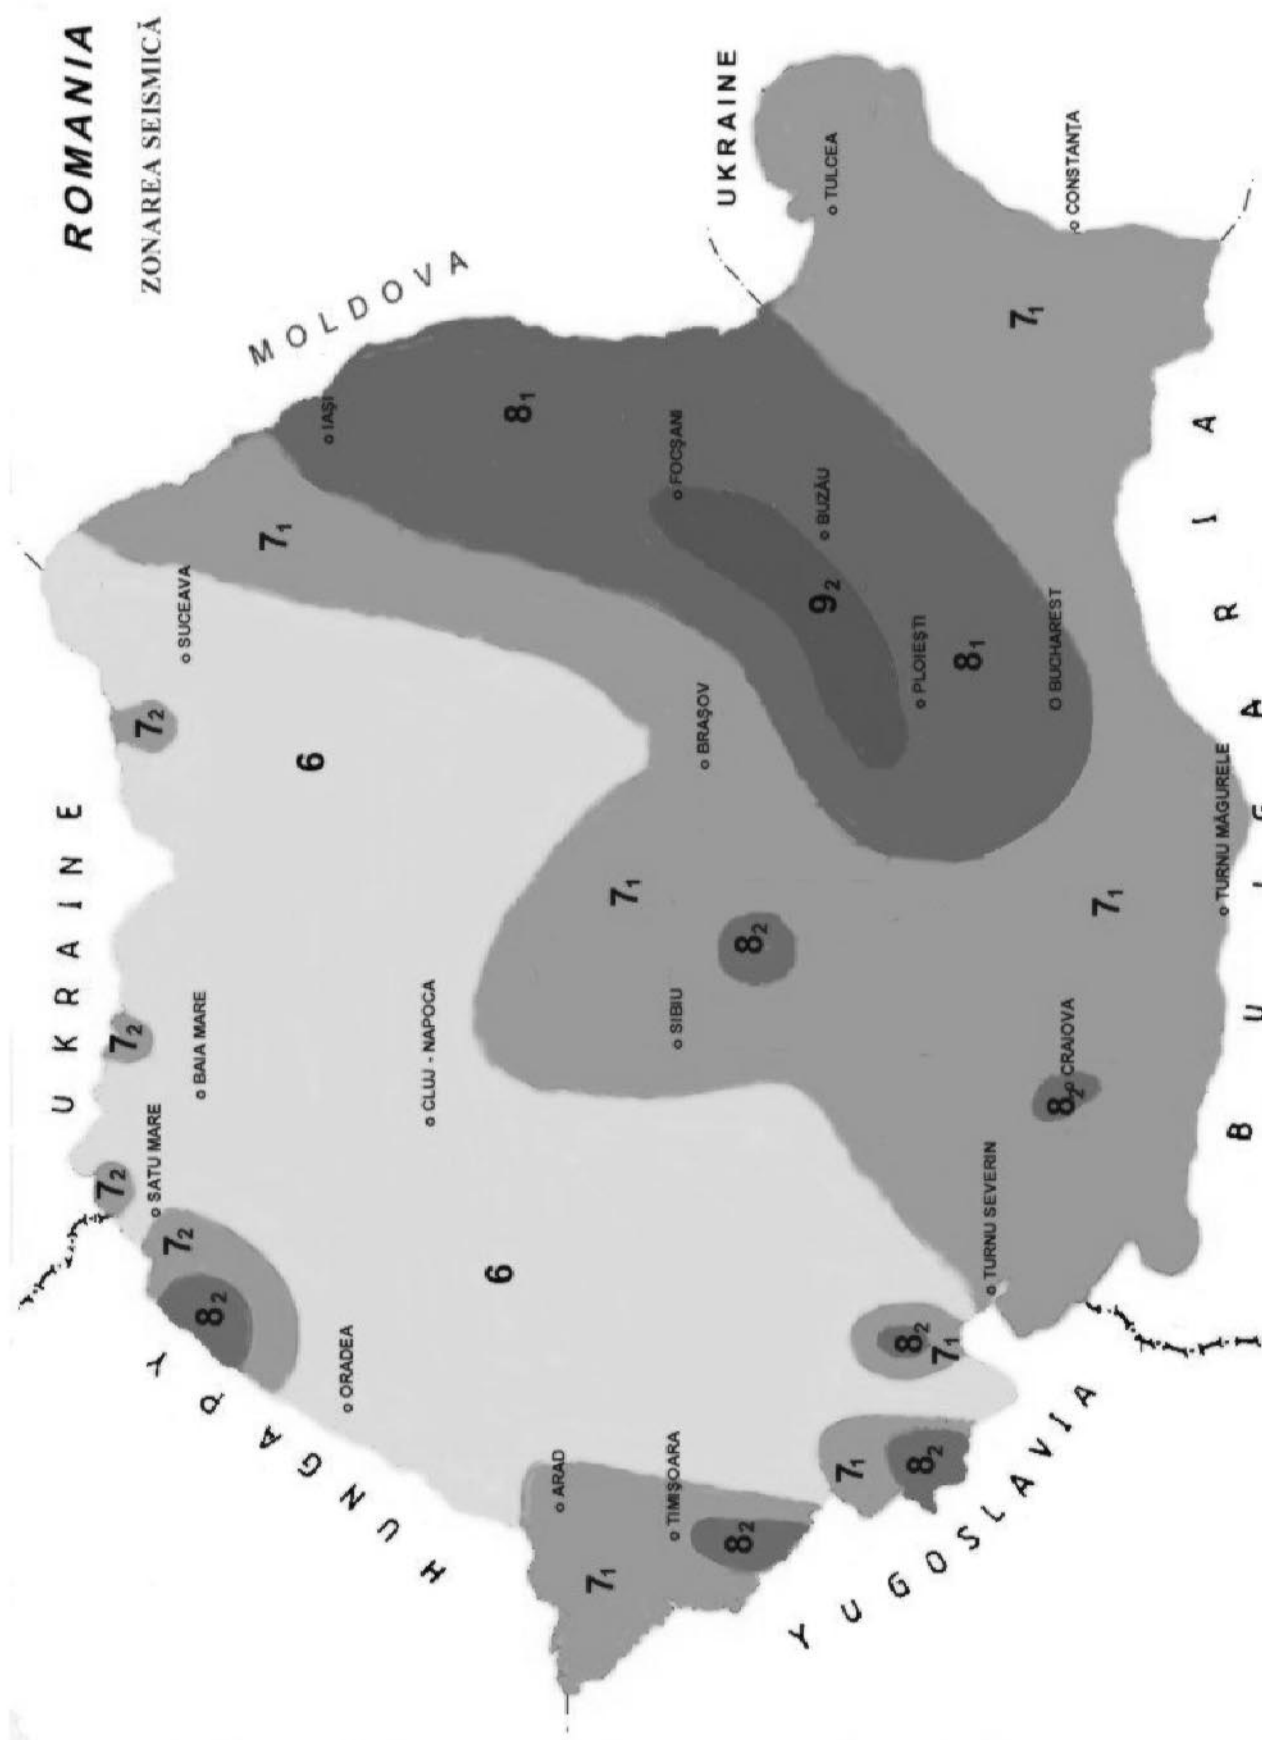 ROMANIA
ZONAREA SEISMICĂ
UKRAINE
MOLDOVA
UKRAINE
HUNGARY
YUGOSLAVIA
BULGARIA
SATU MARE
BAIA MARE
SUCEAVA
IAȘI
ORADEA
CLUJ - NAPOCA
ARAD
TIMIȘOARA
SIBIU
BRAȘOV
FOCȘANI
BUZĂU
TULCEA
PLOIEȘTI
TURNU SEVERIN
CRAIOVA
BUCHAREST
CONSTANȚA
TURNU MĂGURELE
7₂
7₂
7₂
7₂
8₂
6
7₁
8₁
6
7₁
8₂
7₁
8₂
9₂
7₁
8₂
8₂
7₁
8₁
7₁
8₂
7₁